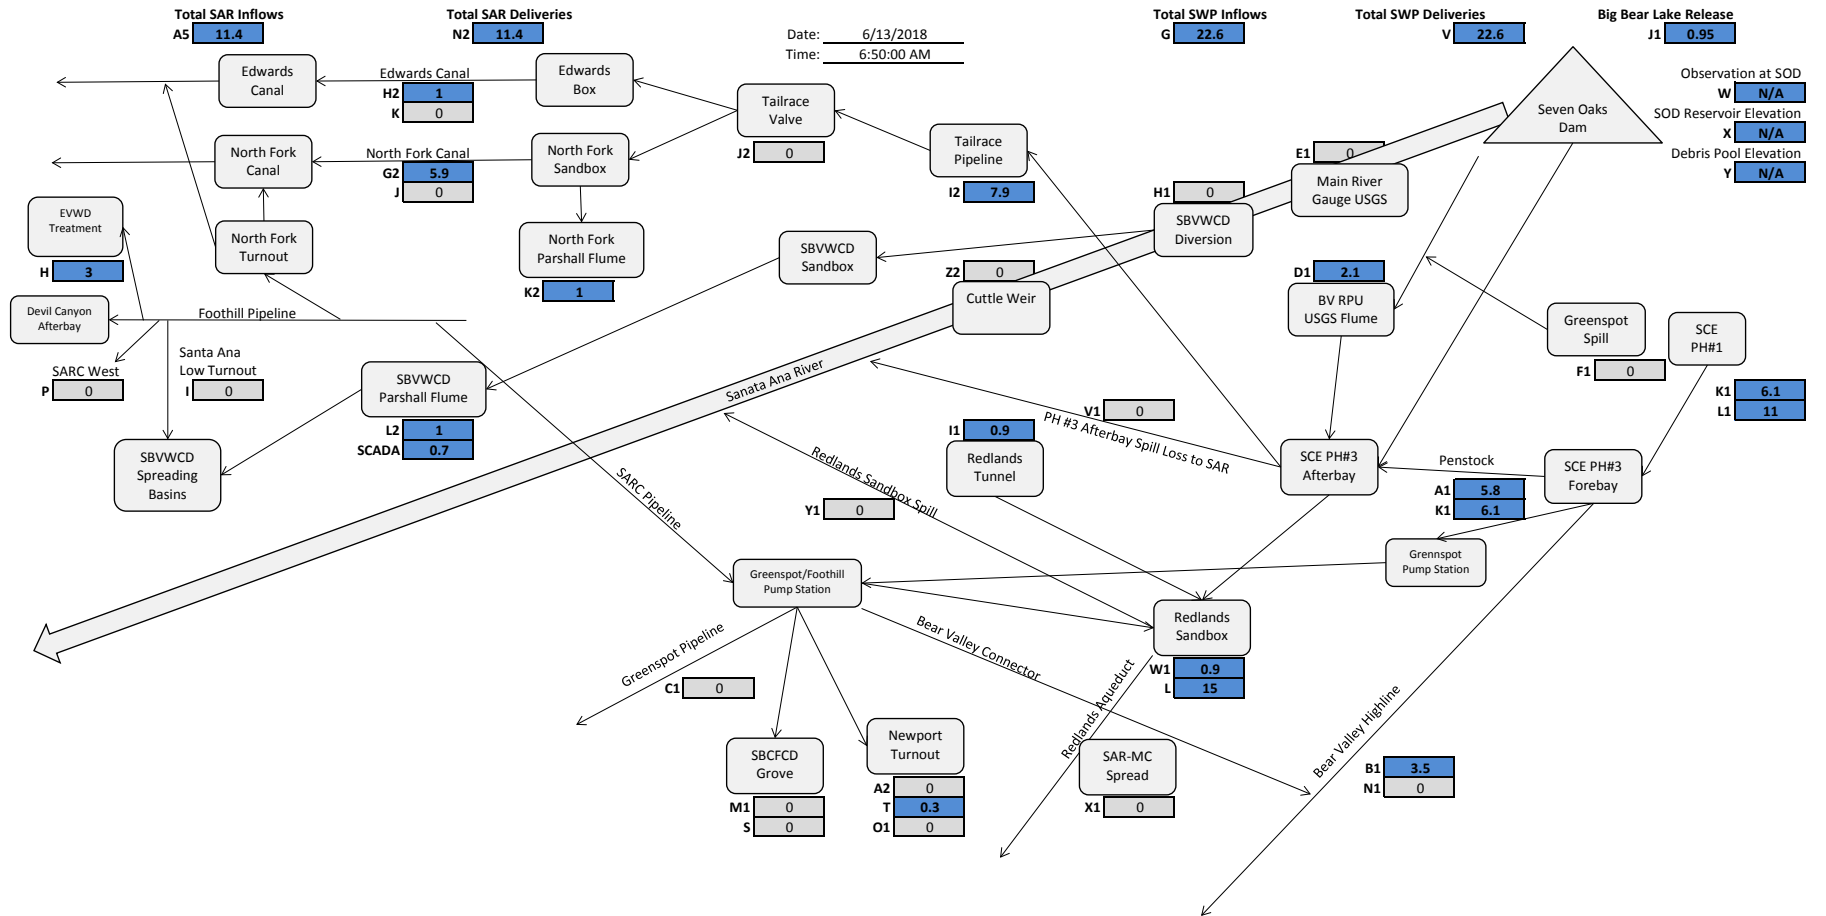 Total SAR Inflows
A5 11.4
Total SAR Deliveries
N2 11.4
Date: 6/13/2018
Time: 6:50:00 AM
Total SWP Inflows
G 22.6
Total SWP Deliveries
V 22.6
Big Bear Lake Release
J1 0.95
Edwards
Canal
Edwards Canal
H2 1
K 0
Edwards
Box
Tailrace
Valve
J2 0
Tailrace
Pipeline
I2 7.9
E1 0
Main River
Gauge USGS
H1 0
SBVWCD
Diversion
Seven Oaks
Dam
Observation at SOD
W N/A
SOD Reservoir Elevation
X N/A
Debris Pool Elevation
Y N/A
North Fork
Canal
North Fork Canal
G2 5.9
J 0
North Fork
Sandbox
EVWD
Treatment
H 3
North Fork
Turnout
North Fork
Parshall Flume
K2 1
SBVWCD
Sandbox
Z2 0
Cuttle Weir
D1 2.1
BV RPU
USGS Flume
Greenspot
Spill
F1 0
SCE
PH#1
K1 6.1
L1 11
Devil Canyon
Afterbay
Foothill Pipeline
SARC West
P 0
Santa Ana
Low Turnout
I 0
SBVWCD
Parshall Flume
L2 1
SCADA 0.7
Sanata Ana River
V1 0
PH #3 Afterbay Spill Loss to SAR
I1 0.9
Redlands
Tunnel
SBVWCD
Spreading
Basins
SARC Pipeline
Redlands Sandbox Spill
Y1 0
SCE PH#3
Afterbay
Penstock
A1 5.8
K1 6.1
SCE PH#3
Forebay
Grennspot
Pump Station
Greenspot/Foothill
Pump Station
Redlands
Sandbox
W1 0.9
L 15
Greenspot Pipeline
C1 0
Bear Valley Connector
Redlands Aqueduct
Bear Valley Highline
SBCFCD
Grove
M1 0
S 0
Newport
Turnout
A2 0
T 0.3
O1 0
SAR-MC
Spread
X1 0
B1 3.5
N1 0